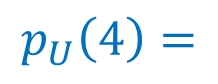 p_U(4) =